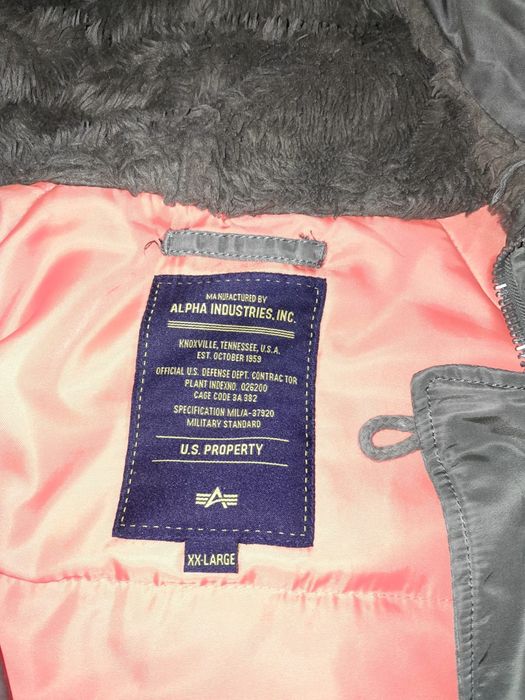 MANUFACTURED BY
ALPHA INDUSTRIES, INC.
KNOXVILLE, TENNESSEE, U.S.A.
EST. OCTOBER 1959
OFFICIAL U.S. DEFENSE DEPT. CONTRACTOR
PLANT INDEXNO. 026200
CAGE CODE 3A 382
SPECIFICATION MIL/A-37920
MILITARY STANDARD
U.S. PROPERTY
XX-LARGE